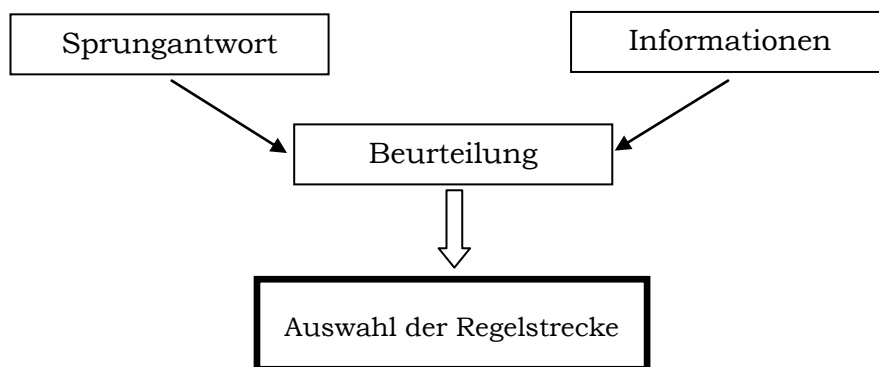 Sprungantwort
Informationen
Beurteilung
Auswahl der Regelstrecke